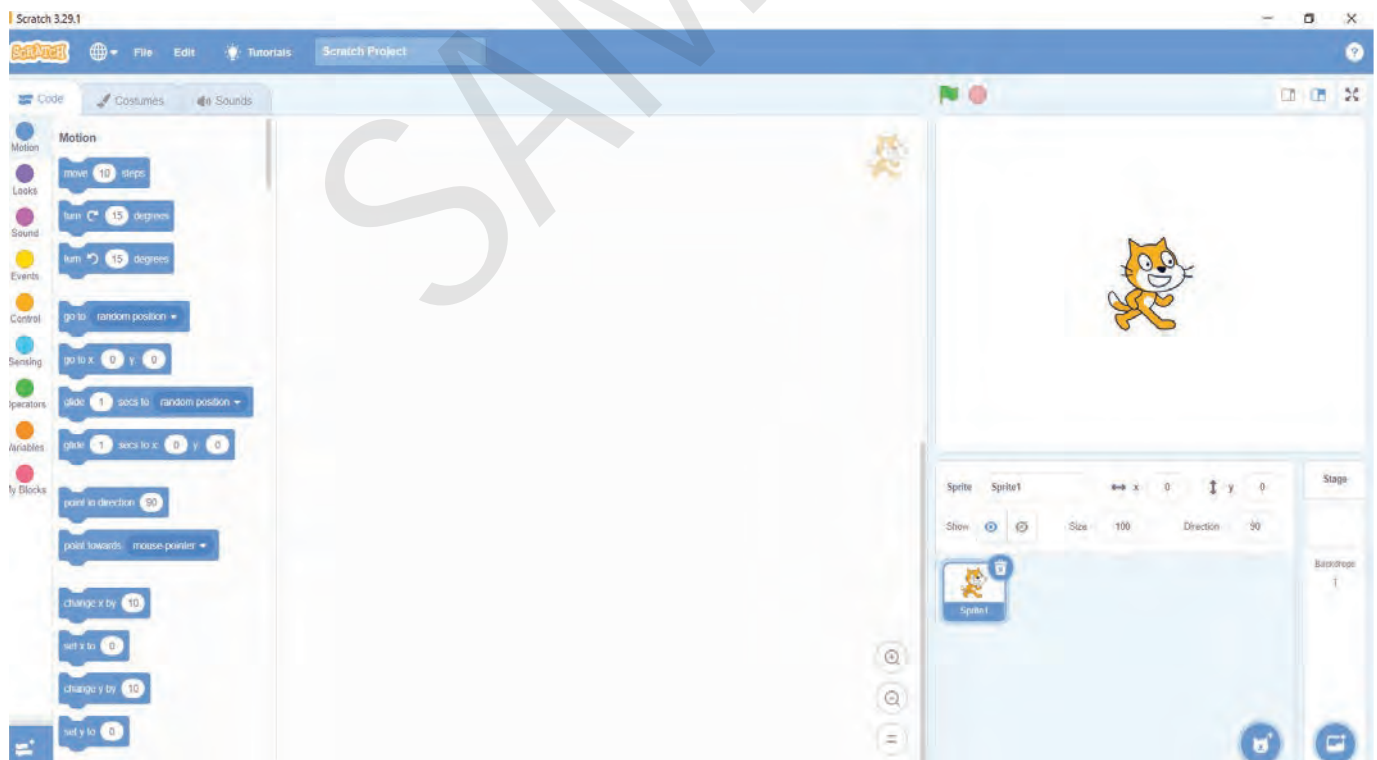 Scratch 3.29.1
SCRATCH File Edit Tutorials Scratch Project ?
Code Costumes Sounds
Motion
Looks
Sound
Events
Control
Sensing
Operators
Variables
My Blocks
Motion
move 10 steps
turn 15 degrees
turn 15 degrees
go to random position
go to x: 0 y: 0
glide 1 secs to random position
glide 1 secs to x: 0 y: 0
point in direction 90
point towards mouse-pointer
change x by 10
set x to 0
change y by 10
set y to 0
SAM
Sprite Sprite1 x 0 y 0
Show Size 100 Direction 90
Sprite1
Stage
Backdrops
1